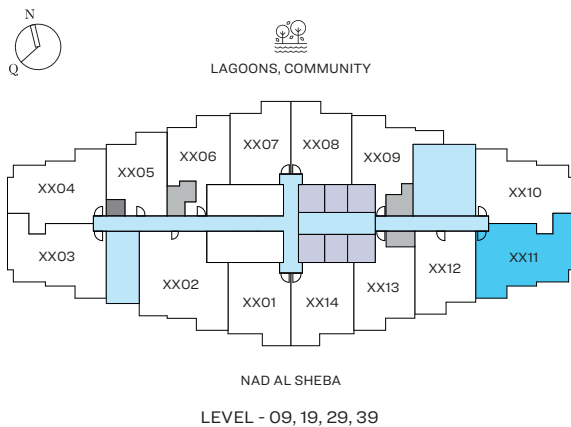 N
Q
LAGOONS, COMMUNITY
XX07
XX08
XX06
XX09
XX05
XX04
XX10
XX03
XX11
XX02
XX12
XX01
XX14
XX13
NAD AL SHEBA
LEVEL - 09, 19, 29, 39